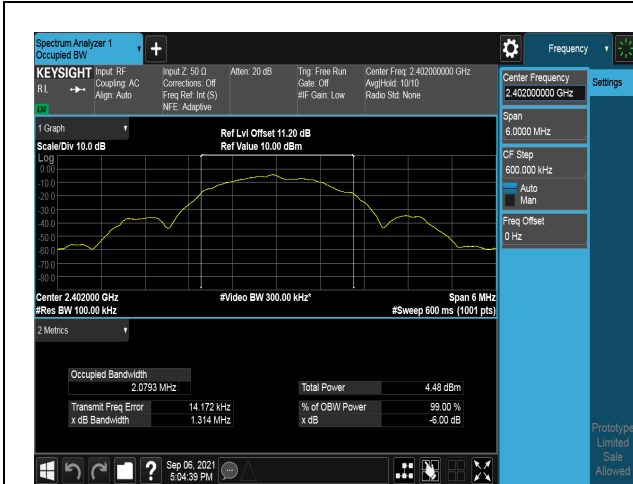 Spectrum Analyzer 1
Occupied BW
Frequency
KEYSIGHT
R L
Input: RF
Coupling: AC
Align: Auto
Input Z: 50 Ω
Corrections: Off
Freq Ref: Int (S)
NFE: Adaptive
Atten: 20 dB
Trig: Free Run
Gate: Off
#IF Gain: Low
Center Freq: 2.402000000 GHz
Avg|Hold: 10/10
Radio Std: None
Center Frequency
2.402000000 GHz
Settings
Span
6.0000 MHz
CF Step
600.000 kHz
Auto
Man
Freq Offset
0 Hz
1 Graph
Scale/Div 10.0 dB
Ref Lvl Offset 11.20 dB
Ref Value 10.00 dBm
Log
0.00
-10.0
-20.0
-30.0
-40.0
-50.0
-60.0
-70.0
-80.0
Center 2.402000 GHz
#Res BW 100.00 kHz
#Video BW 300.00 kHz*
Span 6 MHz
#Sweep 600 ms (1001 pts)
2 Metrics
Occupied Bandwidth
2.0793 MHz
Total Power 4.48 dBm
Transmit Freq Error 14.172 kHz
% of OBW Power 99.00 %
x dB Bandwidth 1.314 MHz
x dB -6.00 dB
Prototype
Limited
Sale
Allowed
?
Sep 06, 2021
5:04:39 PM